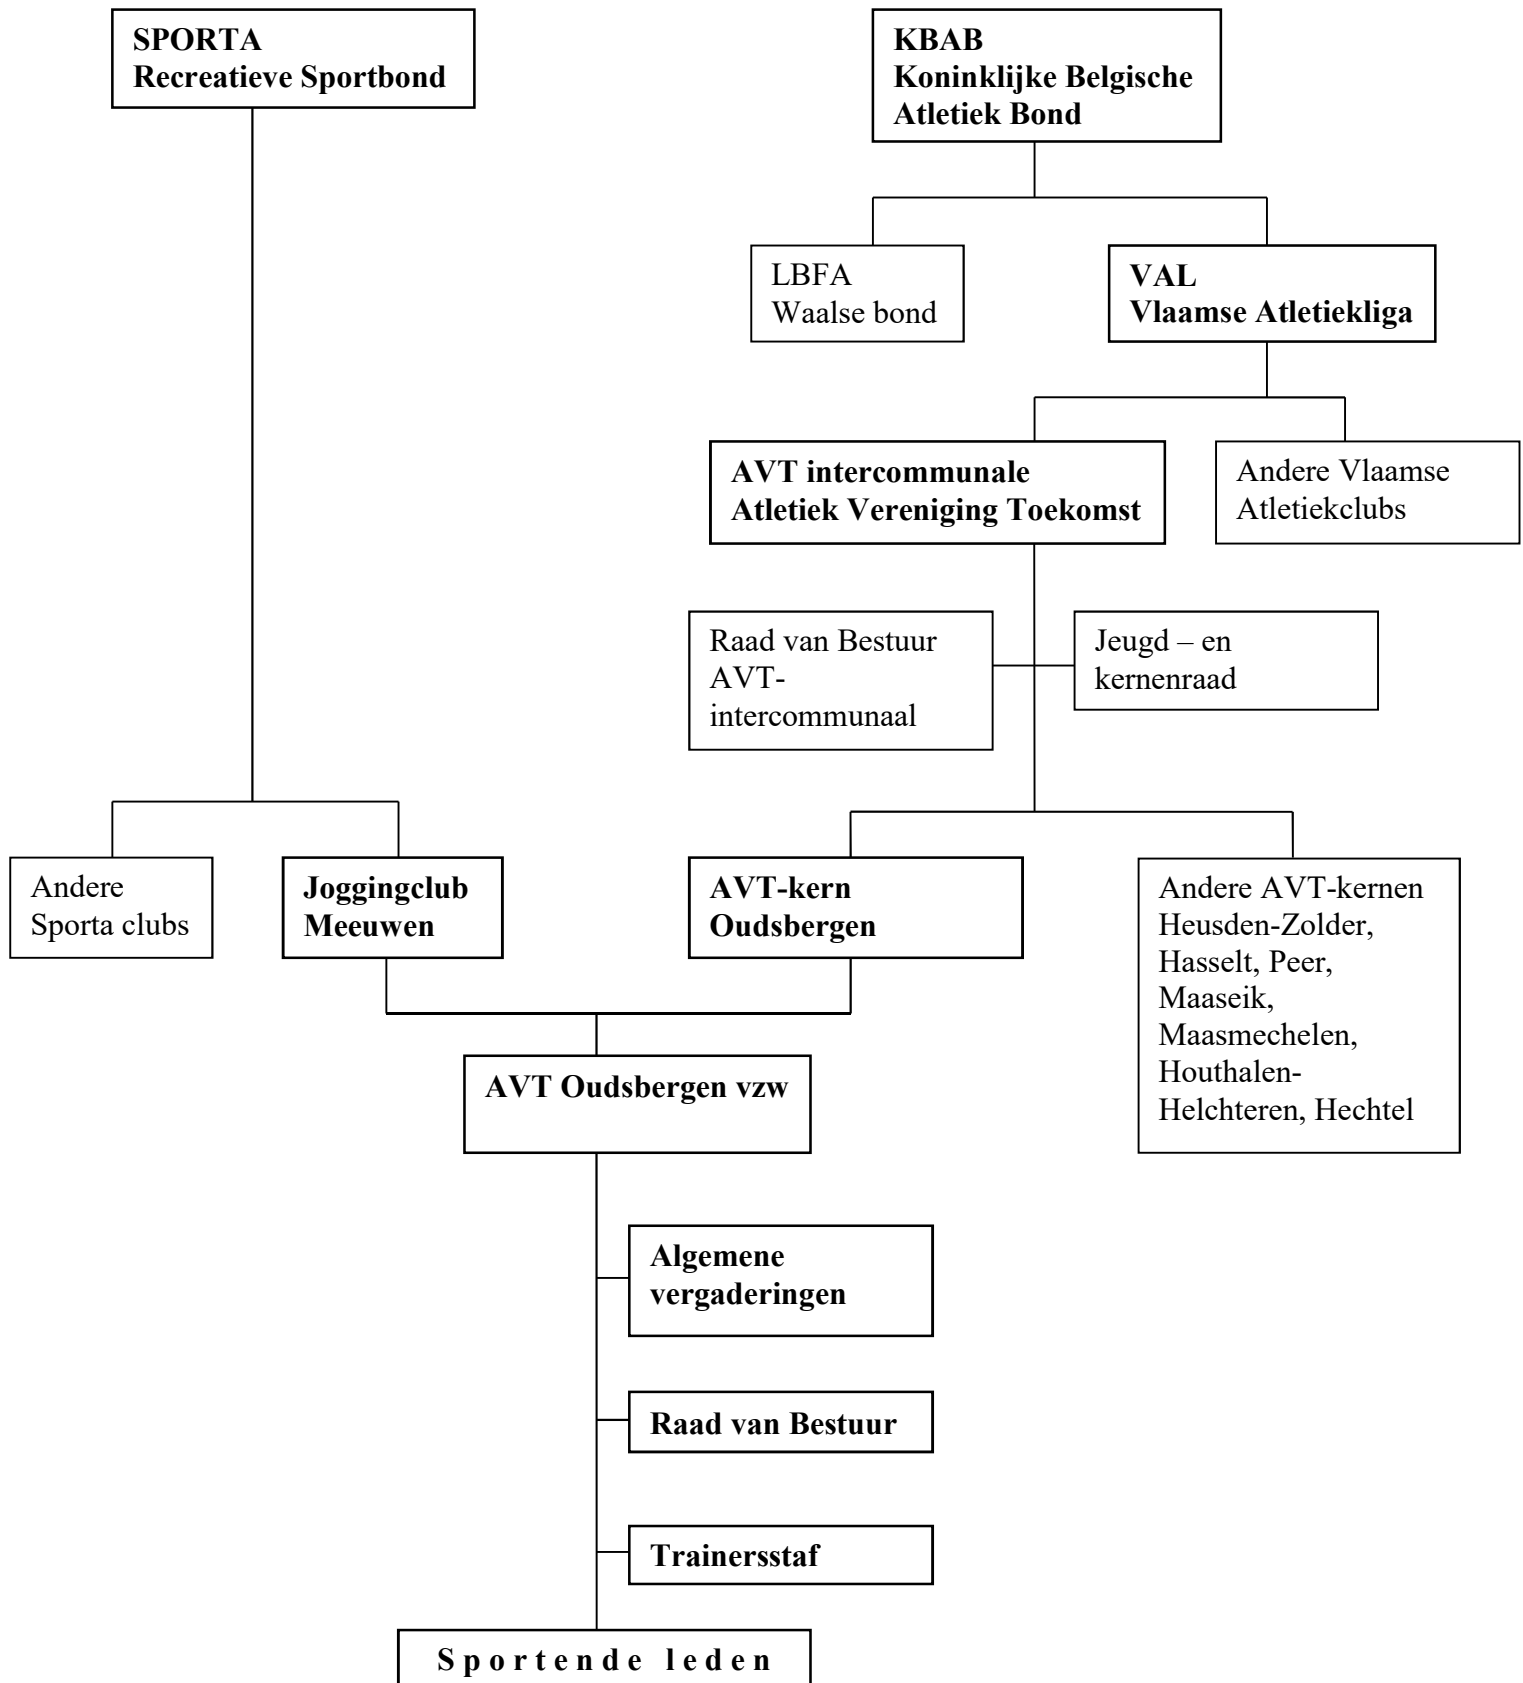 SPORTA
Recreatieve Sportbond
KBAB
Koninklijke Belgische
Atletiek Bond
LBFA
Waalse bond
VAL
Vlaamse Atletiekliga
AVT intercommunale
Atletiek Vereniging Toekomst
Andere Vlaamse
Atletiekclubs
Raad van Bestuur
AVT-
intercommunaal
Jeugd – en
kernenraad
Andere
Sporta clubs
Joggingclub
Meeuwen
AVT-kern
Oudsbergen
Andere AVT-kernen
Heusden-Zolder,
Hasselt, Peer,
Maaseik,
Maasmechelen,
Houthalen-
Helchteren, Hechtel
AVT Oudsbergen vzw
Algemene
vergaderingen
Raad van Bestuur
Trainersstaf
Sportende leden